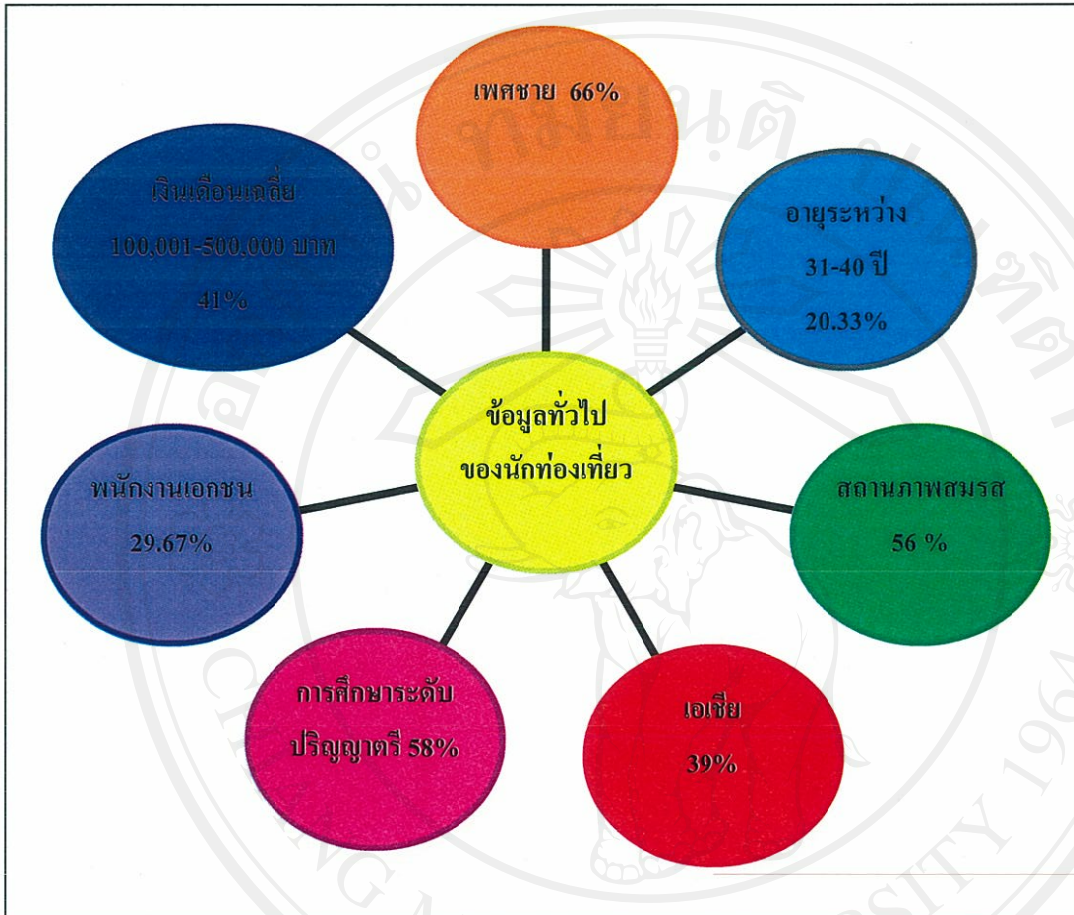 เพศชาย 66%
เงินเดือนเฉลี่ย
100,001-500,000 บาท
41%
อายุระหว่าง
31-40 ปี
20.33%
ข้อมูลทั่วไป
ของนักท่องเที่ยว
พนักงานเอกชน
29.67%
สถานภาพสมรส
56 %
การศึกษาระดับ
ปริญญาตรี 58%
เอเชีย
39%